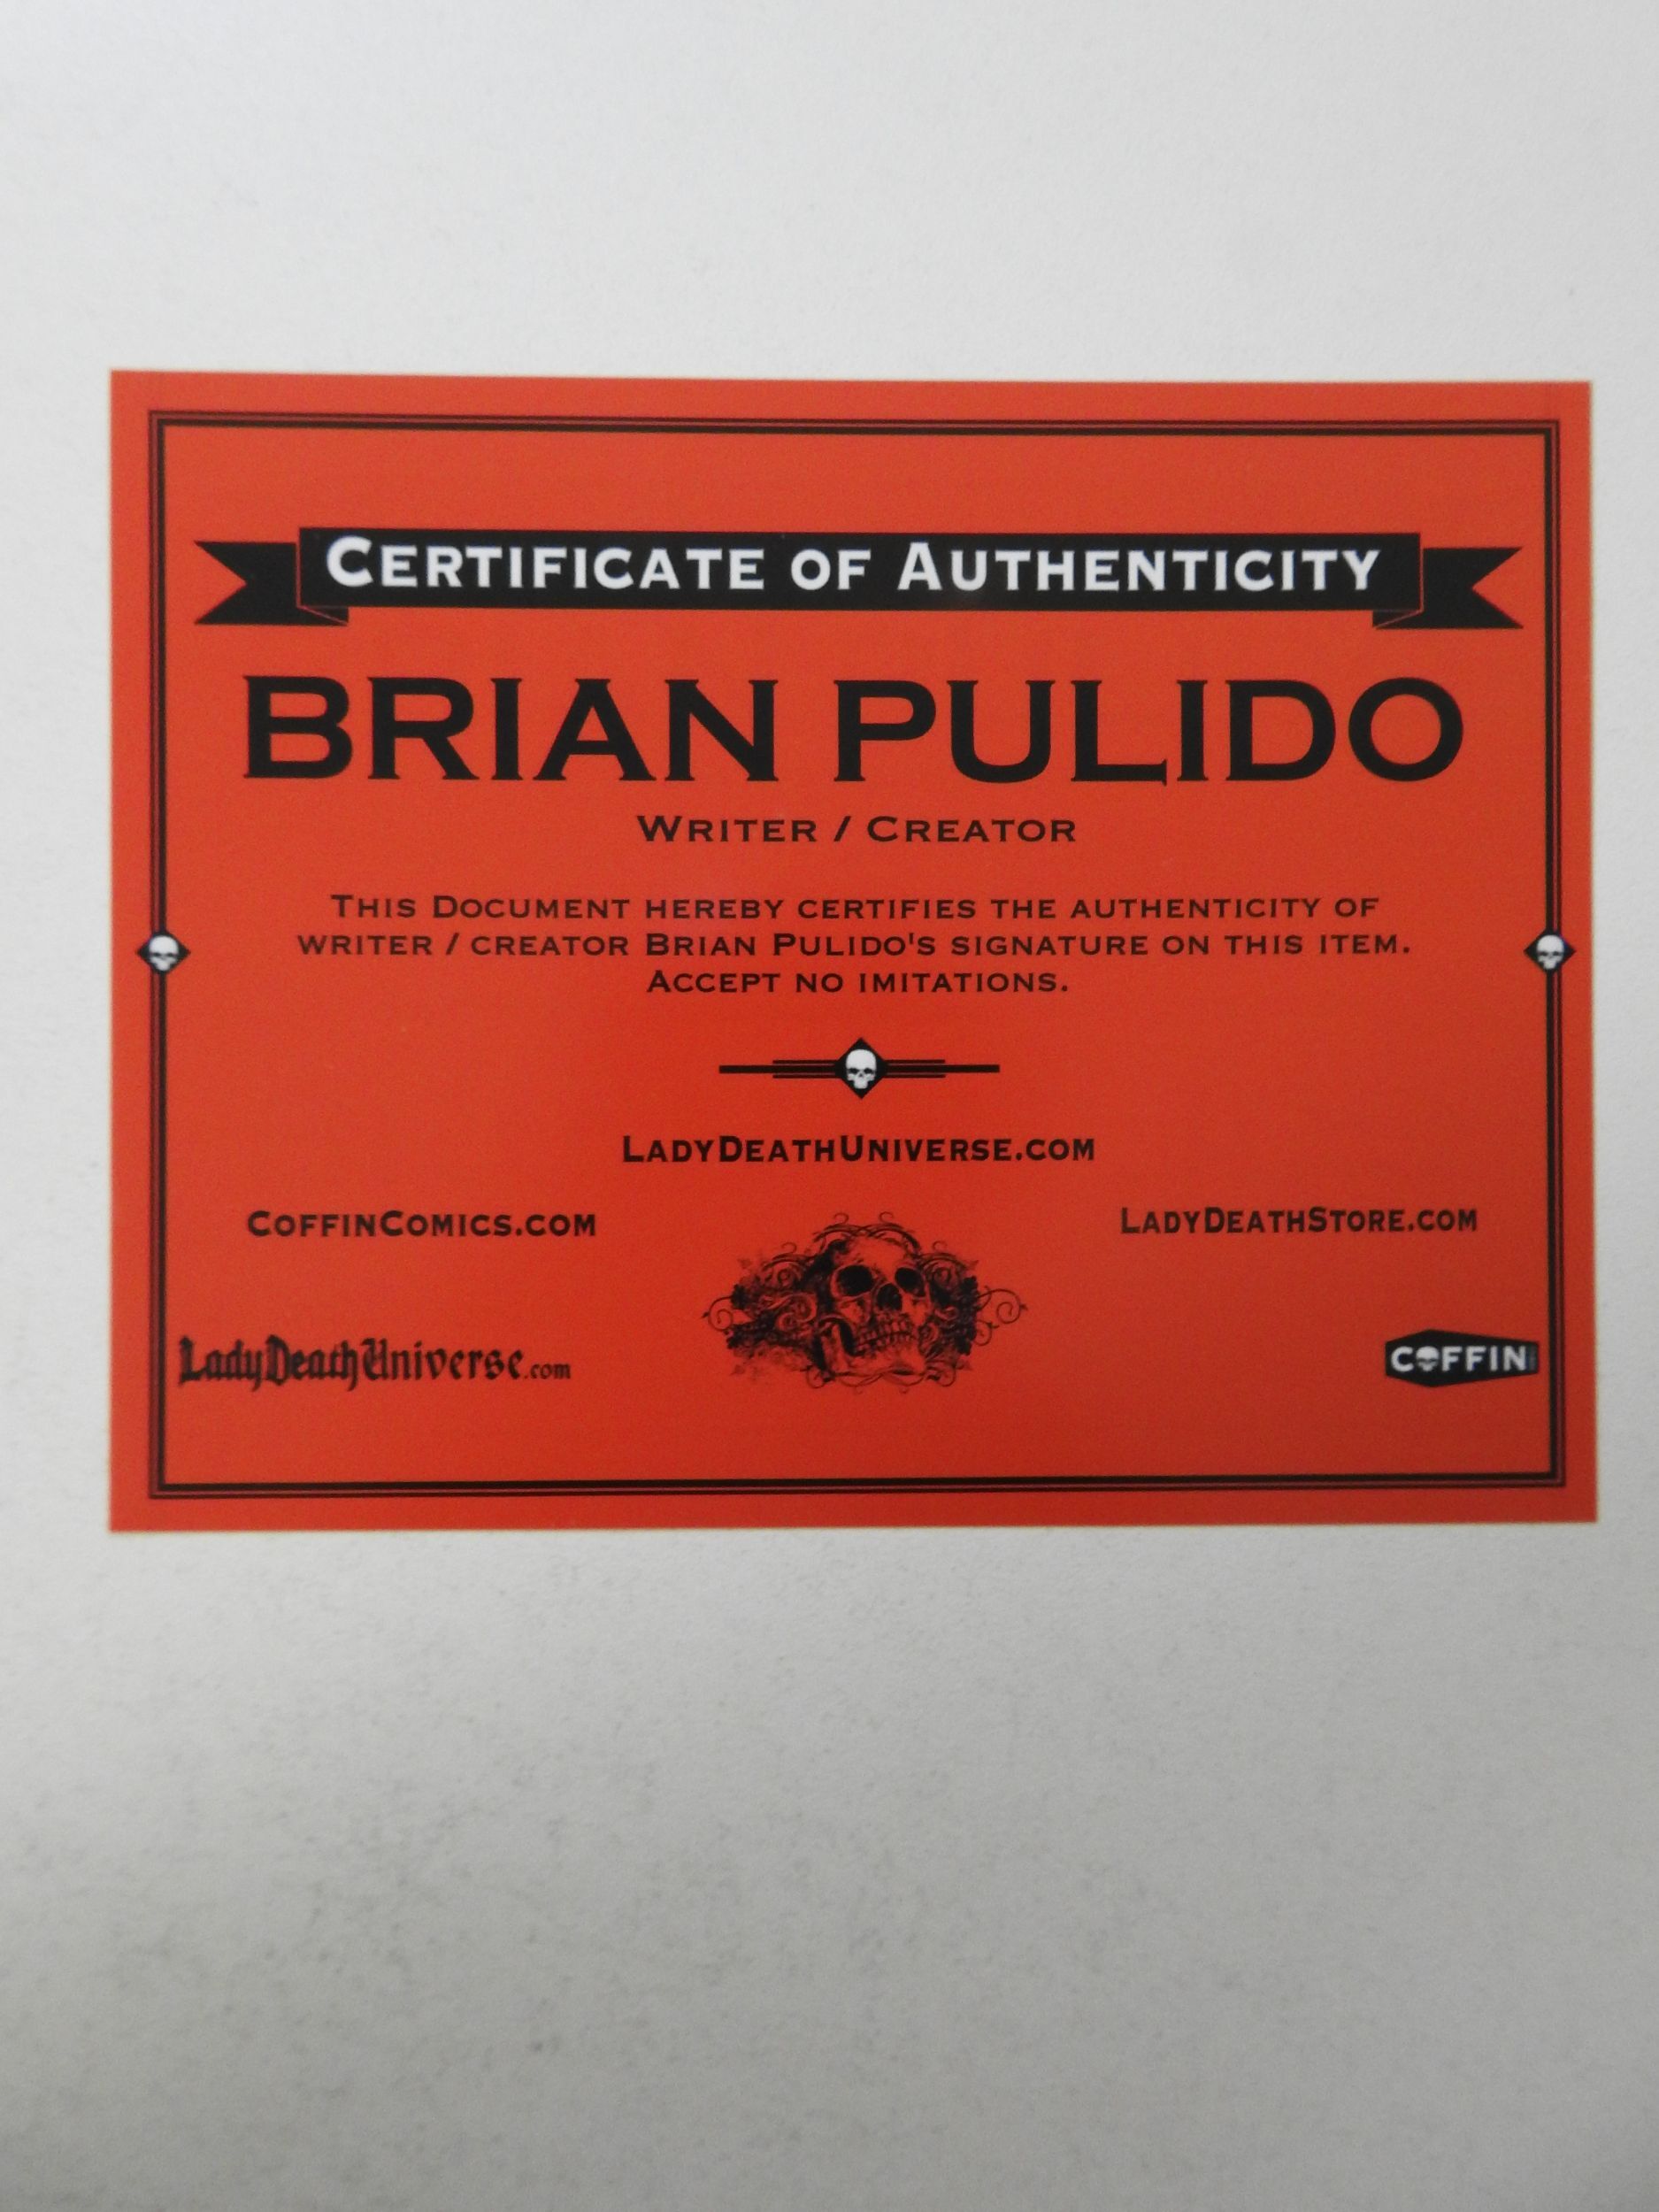 CERTIFICATE OF AUTHENTICITY
BRIAN PULIDO
WRITER / CREATOR
THIS DOCUMENT HEREBY CERTIFIES THE AUTHENTICITY OF
WRITER / CREATOR BRIAN PULIDO'S SIGNATURE ON THIS ITEM.
ACCEPT NO IMITATIONS.
LADYDEATHUNIVERSE.COM
COFFINCOMICS.COM
LADYDEATHSTORE.COM
LadyDeathUniverse.com
COFFIN